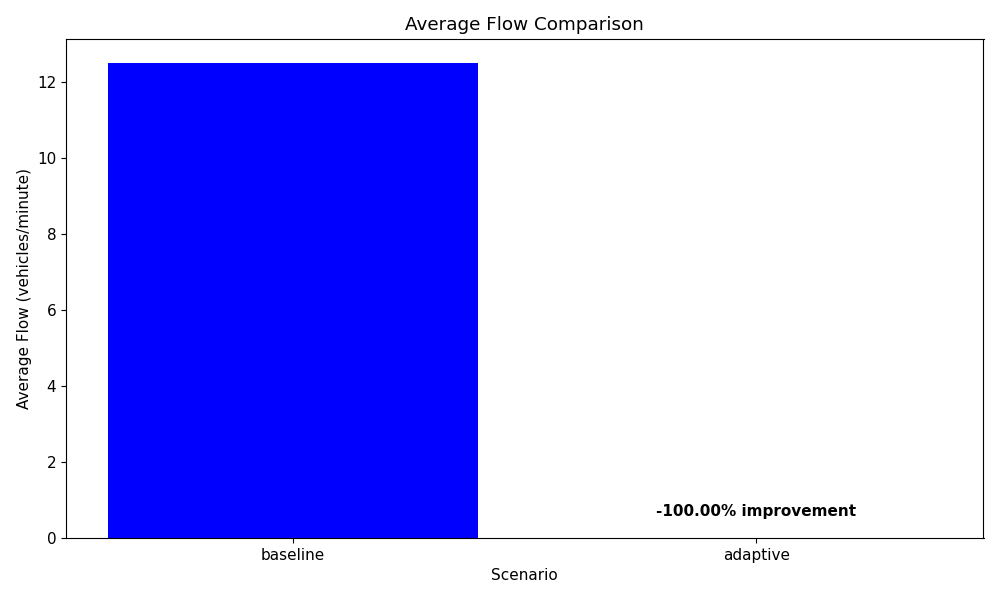 Average Flow Comparison
Average Flow (vehicles/minute)
12
10
8
6
4
2
0
-100.00% improvement
baseline
adaptive
Scenario